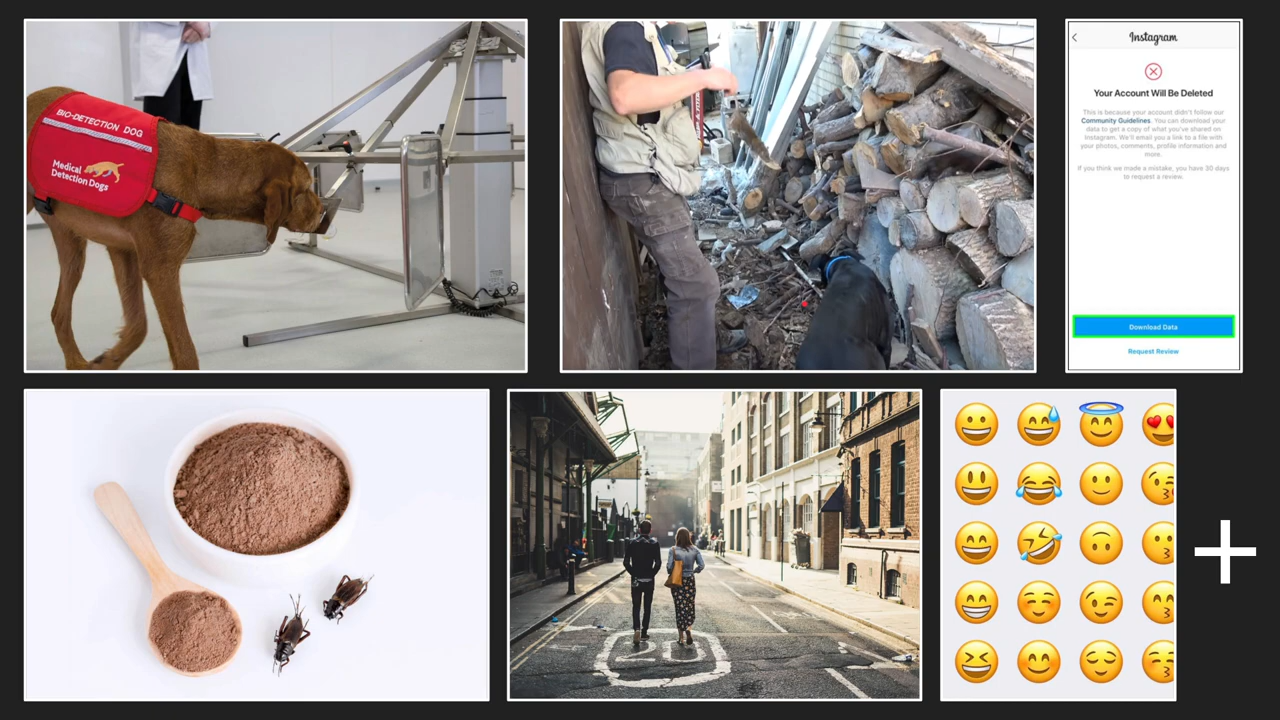 BIO-DETECTION DOG
Medical
Detection Dogs
Instagram
Your Account Will Be Deleted
This is because your account didn't follow our
Community Guidelines. You can download your
data to get a copy of what you've shared on
Instagram. We'll email you a link to a file with
your photos, comments, profile information and
more.
If you think we made a mistake, you have 30 days
to request a review.
Download Data
Request Review
20